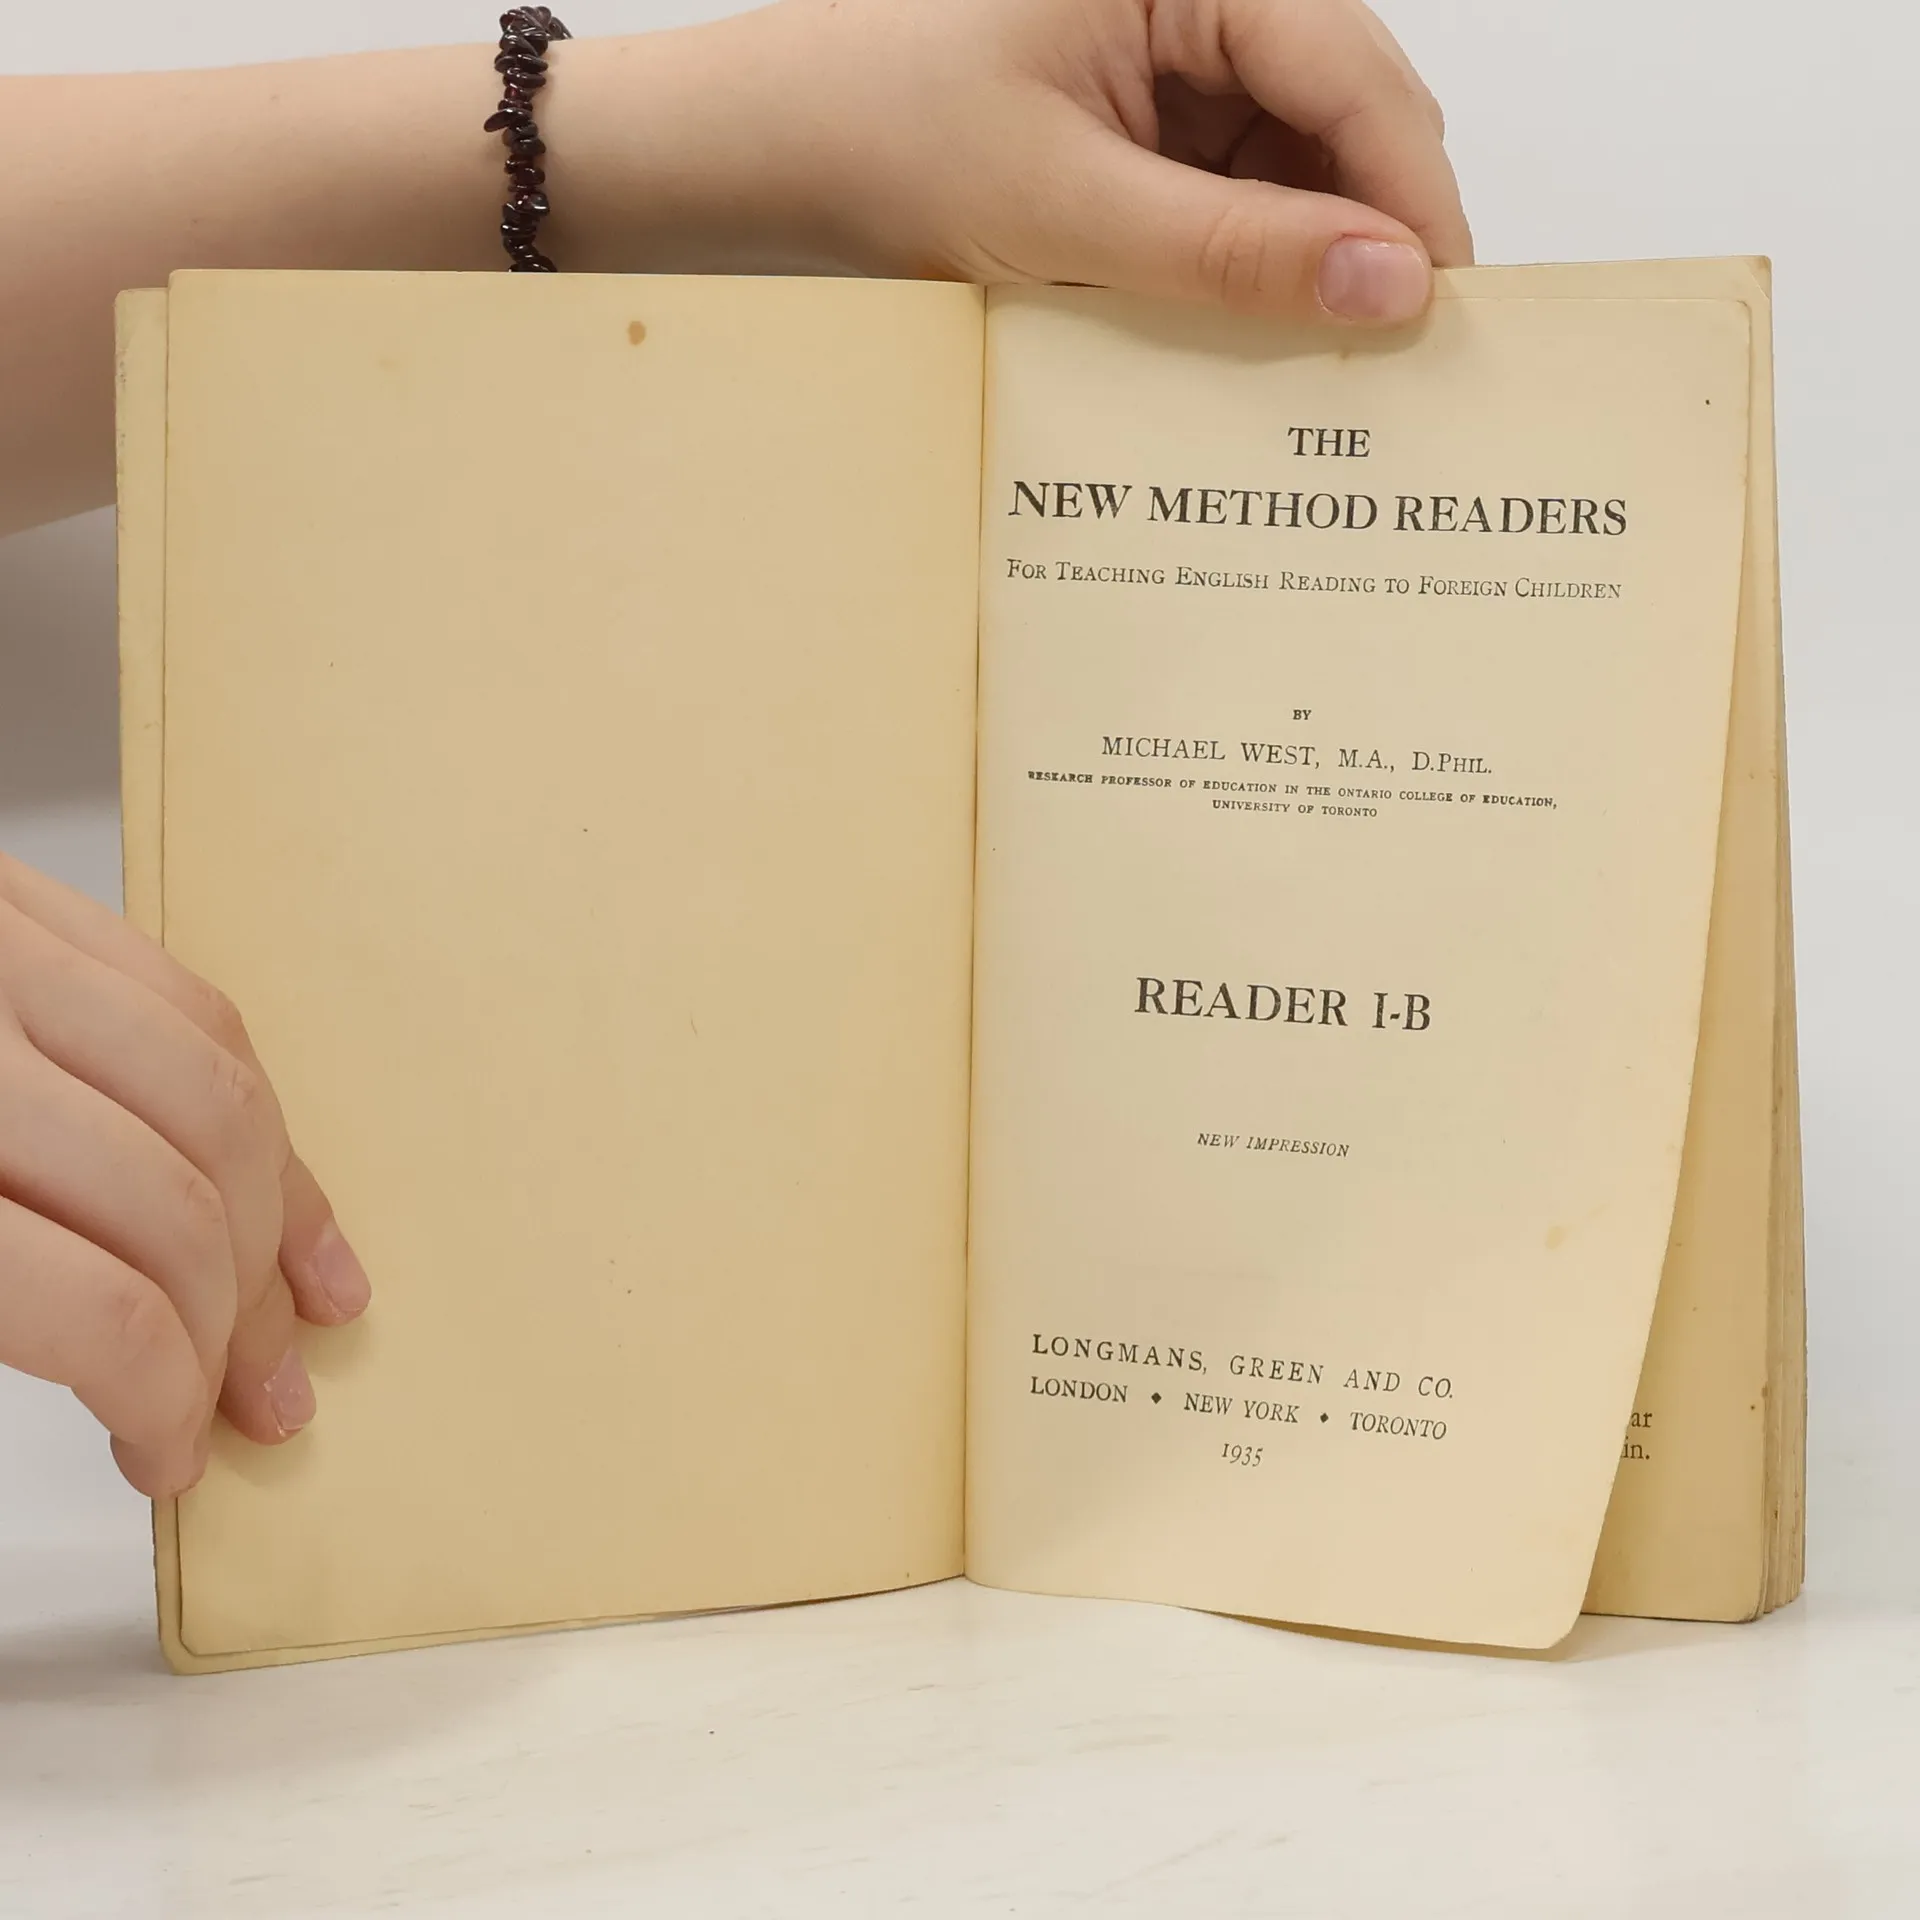 THE
NEW METHOD READERS
FOR TEACHING ENGLISH READING TO FOREIGN CHILDREN
BY
MICHAEL WEST, M.A., D.PHIL.
RESEARCH PROFESSOR OF EDUCATION IN THE ONTARIO COLLEGE OF EDUCATION,
UNIVERSITY OF TORONTO
READER I-B
NEW IMPRESSION
LONGMANS, GREEN AND CO.
LONDON ◆ NEW YORK ◆ TORONTO
1935
ar
in.